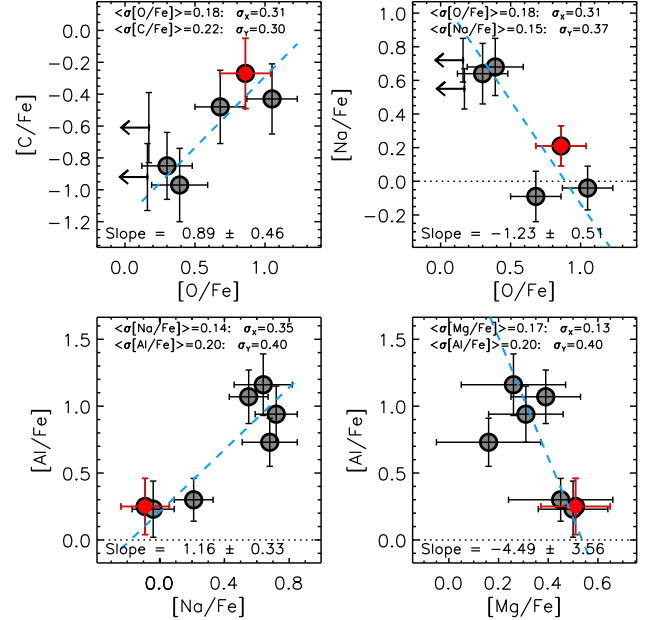 <σ[O/Fe]>=0.18: σX=0.31
<σ[C/Fe]>=0.22: σY=0.30
0.0
-0.2
-0.4
-0.6
-0.8
-1.0
-1.2
[C/Fe]
Slope = 0.89 ± 0.46
0.0 0.5 1.0
[O/Fe]
<σ[O/Fe]>=0.18: σX=0.31
<σ[Na/Fe]>=0.15: σY=0.37
1.0
0.8
0.6
0.4
0.2
0.0
-0.2
[Na/Fe]
Slope = -1.23 ± 0.51
0.0 0.5 1.0
[O/Fe]
<σ[Na/Fe]>=0.14: σX=0.35
<σ[Al/Fe]>=0.20: σY=0.40
1.5
1.0
0.5
0.0
[Al/Fe]
Slope = 1.16 ± 0.33
0.0 0.4 0.8
[Na/Fe]
<σ[Mg/Fe]>=0.17: σX=0.13
<σ[Al/Fe]>=0.20: σY=0.40
1.5
1.0
0.5
0.0
[Al/Fe]
Slope = -4.49 ± 3.56
0.0 0.2 0.4 0.6
[Mg/Fe]